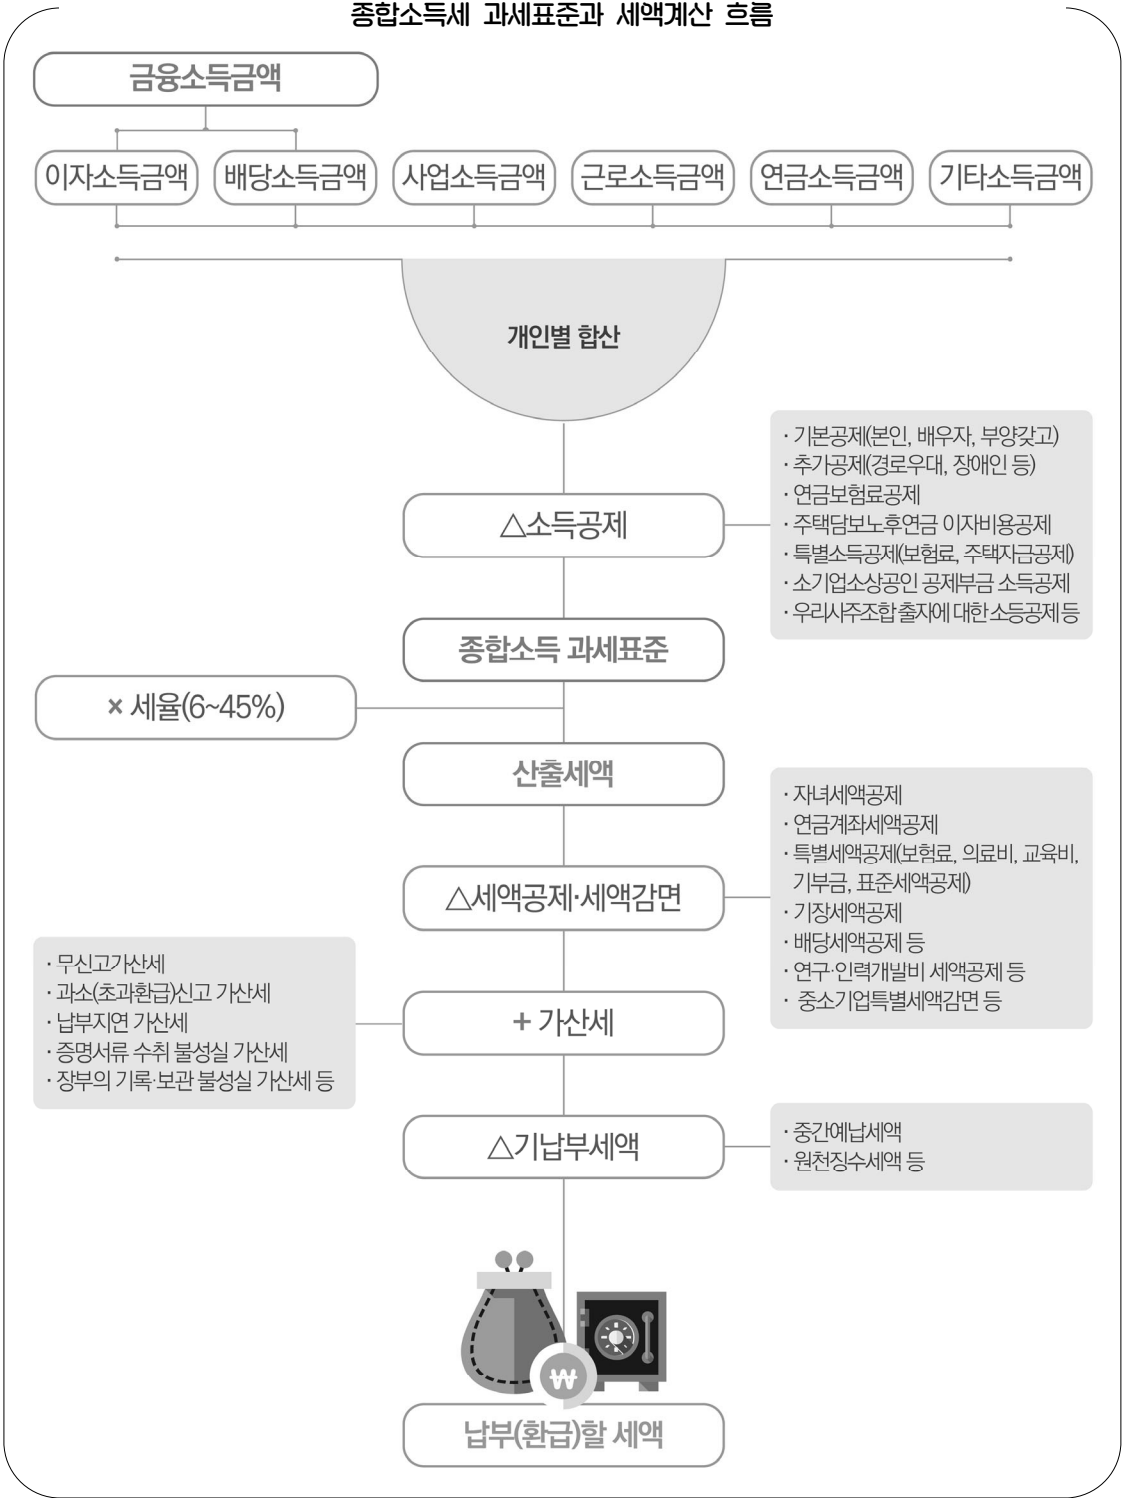 종합소득세 과세표준과 세액계산 흐름
금융소득금액
이자소득금액 배당소득금액 사업소득금액 근로소득금액 연금소득금액 기타소득금액
개인별 합산
△소득공제
· 기본공제(본인, 배우자, 부양갖고)
· 추가공제(경로우대, 장애인 등)
· 연금보험료공제
· 주택담보노후연금 이자비용공제
· 특별소득공제(보험료, 주택자금공제)
· 소기업소상공인 공제부금 소득공제
· 우리사주조합 출자에 대한 소등공제 등
종합소득 과세표준
× 세율(6~45%)
산출세액
△세액공제·세액감면
· 자녀세액공제
· 연금계좌세액공제
· 특별세액공제(보험료, 의료비, 교육비,
기부금, 표준세액공제)
· 기장세액공제
· 배당세액공제 등
· 연구·인력개발비 세액공제 등
· 중소기업특별세액감면 등
· 무신고가산세
· 과소(초과환급)신고 가산세
· 납부지연 가산세
· 증명서류 수취 불성실 가산세
· 장부의 기록·보관 불성실 가산세 등
+ 가산세
△기납부세액
· 중간예납세액
· 원천징수세액 등
₩
납부(환급)할 세액